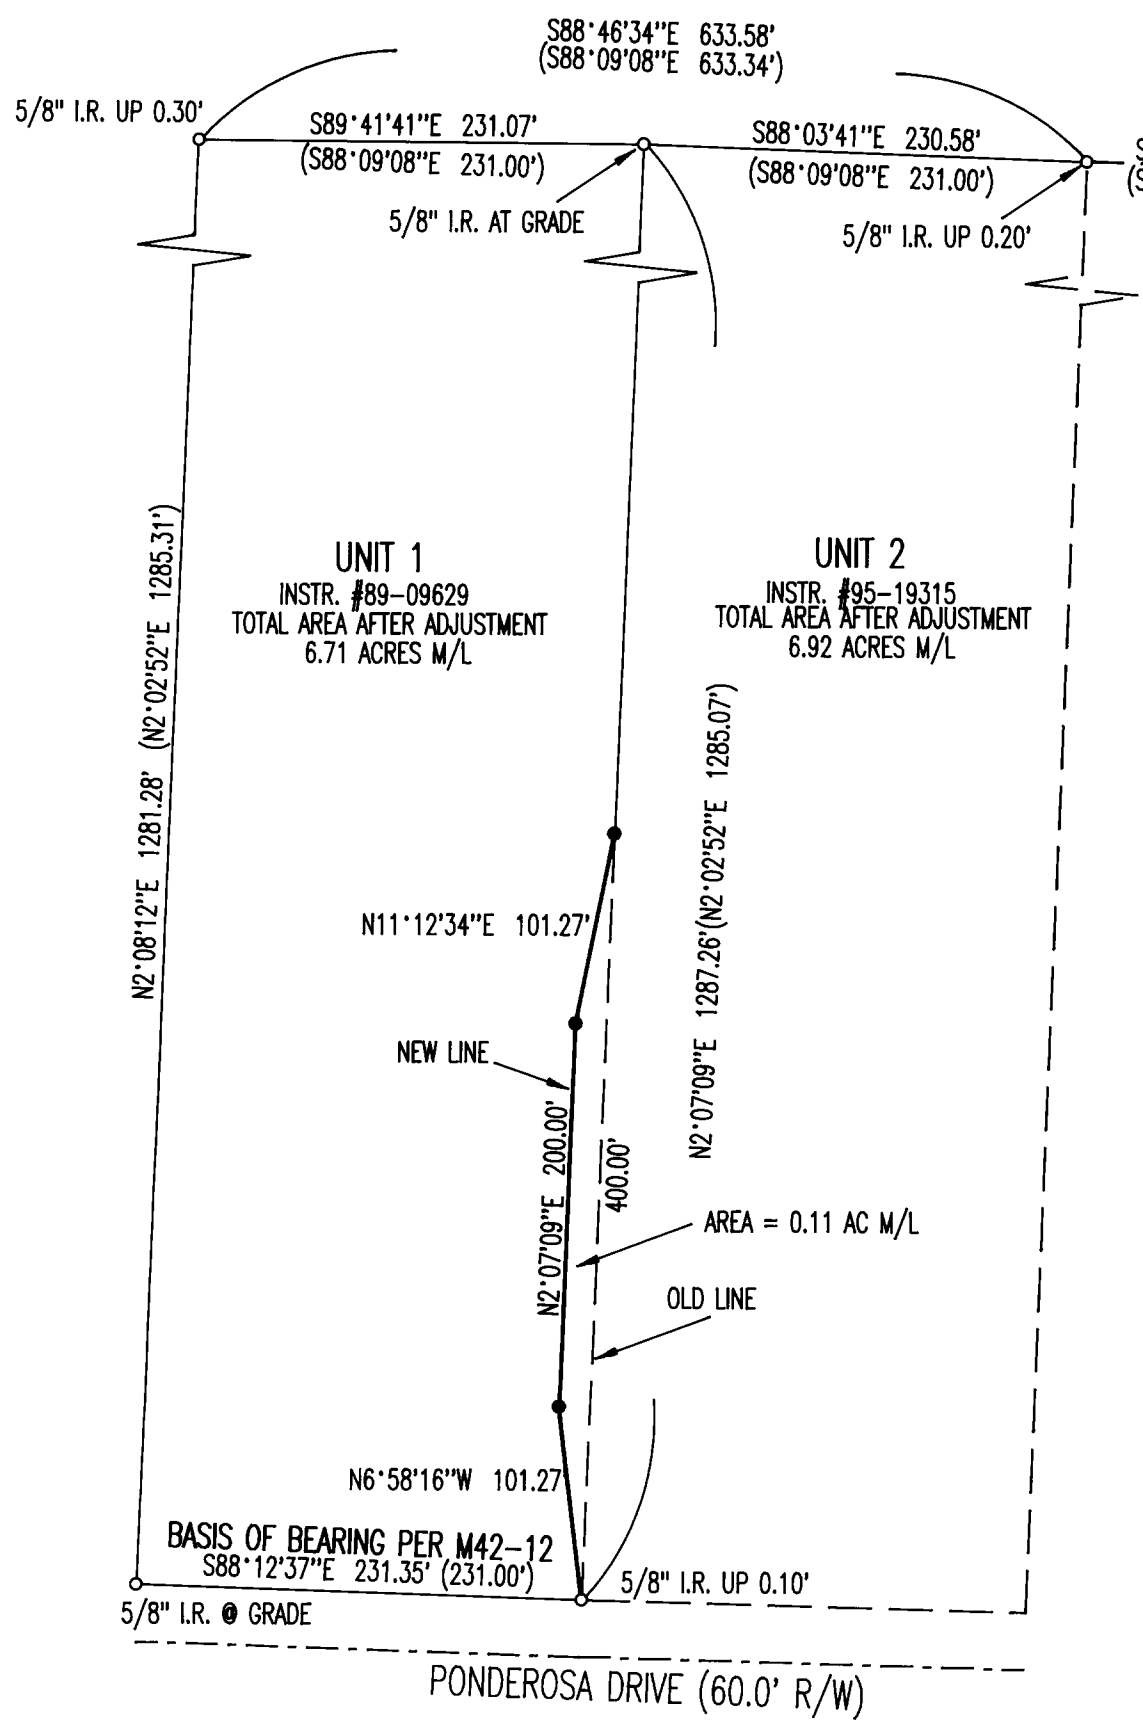 S88°46'34"E 633.58'
(S88°09'08"E 633.34')
5/8" I.R. UP 0.30'
S89°41'41"E 231.07'
(S88°09'08"E 231.00')
S88°03'41"E 230.58'
(S88°09'08"E 231.00')
S
(S
5/8" I.R. AT GRADE
5/8" I.R. UP 0.20'
UNIT 1
INSTR. #89-09629
TOTAL AREA AFTER ADJUSTMENT
6.71 ACRES M/L
UNIT 2
INSTR. #95-19315
TOTAL AREA AFTER ADJUSTMENT
6.92 ACRES M/L
N2°08'12"E 1281.28' (N2°02'52"E 1285.31')
N2°07'09"E 1287.26'(N2°02'52"E 1285.07')
N11°12'34"E 101.27'
NEW LINE
N2°07'09"E 200.00'
400.00'
AREA = 0.11 AC M/L
OLD LINE
N6°58'16"W 101.27'
BASIS OF BEARING PER M42-12
S88°12'37"E 231.35' (231.00')
5/8" I.R. UP 0.10'
5/8" I.R. @ GRADE
PONDEROSA DRIVE (60.0' R/W)